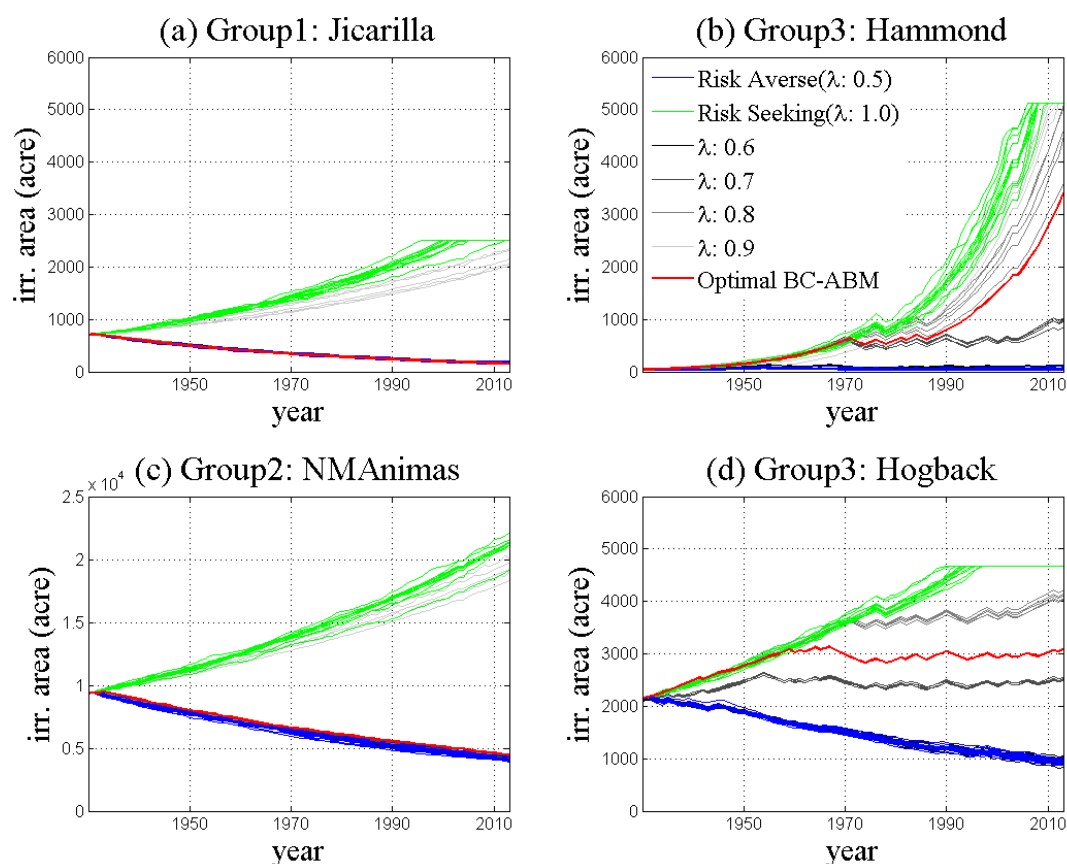 (a) Group1: Jicarilla
6000
5000
4000
3000
2000
1000
0
irr. area (acre)
1950
1970
1990
2010
year
(b) Group3: Hammond
6000
5000
4000
3000
2000
1000
0
irr. area (acre)
Risk Averse(λ: 0.5)
Risk Seeking(λ: 1.0)
λ: 0.6
λ: 0.7
λ: 0.8
λ: 0.9
Optimal BC-ABM
1950
1970
1990
2010
year
(c) Group2: NMAnimas
x 10^4
2.5
2
1.5
1
0.5
0
irr. area (acre)
1950
1970
1990
2010
year
(d) Group3: Hogback
6000
5000
4000
3000
2000
1000
0
irr. area (acre)
1950
1970
1990
2010
year